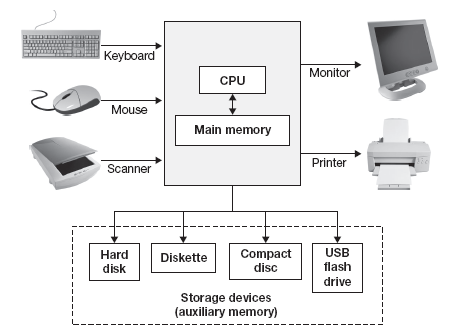 Keyboard
Mouse
Scanner
CPU
Main memory
Monitor
Printer
Hard
disk
Diskette
Compact
disc
USB
flash
drive
Storage devices
(auxiliary memory)